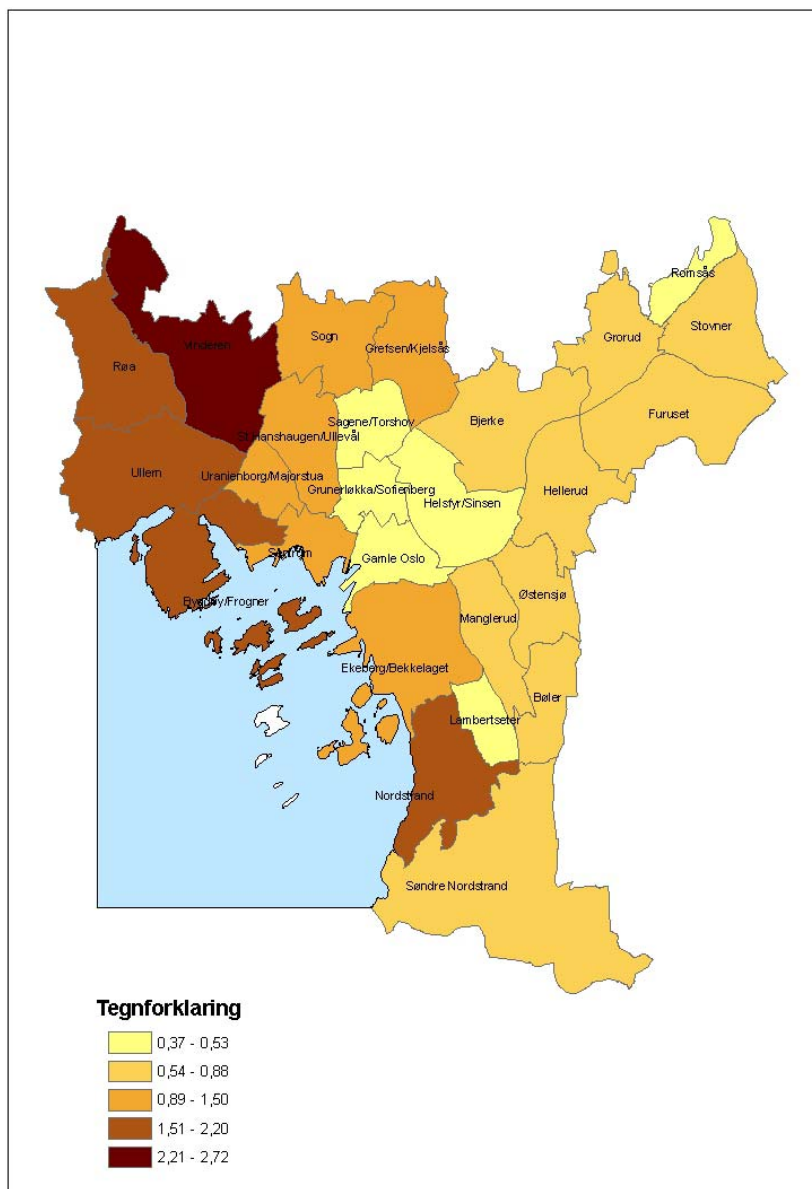 Romsås
Vinderen
Sogn
Grorud
Stovner
Grefsen/Kjelsås
Røa
Furuset
Sagene/Torshov
Bjerke
St.Hanshaugen/Ullevål
Ullern
Uranienborg/Majorstua
Grunerløkka/Sofienberg
Hellerud
Helsfyr/Sinsen
Sentrum
Gamle Oslo
Østensjø
Bygdøy/Frogner
Manglerud
Ekeberg/Bekkelaget
Bøler
Lambertseter
Nordstrand
Søndre Nordstrand
Tegnforklaring
0,37 - 0,53
0,54 - 0,88
0,89 - 1,50
1,51 - 2,20
2,21 - 2,72